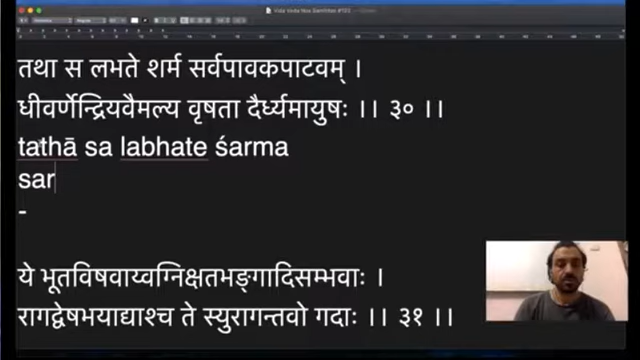 तथा स लभते शर्म सर्वपावकपाटवम् ।
धीवर्णेन्द्रियवैमल्य वृषता दैर्ध्यमायुषः ।। ३० ।।
tathā sa labhate śarma
sar
-
ये भूतविषवाय्वग्निक्षतभङ्गादिसम्भवाः ।
रागद्वेषभयाद्याश्च ते स्युरागन्तवो गदाः ।। ३१ ।।